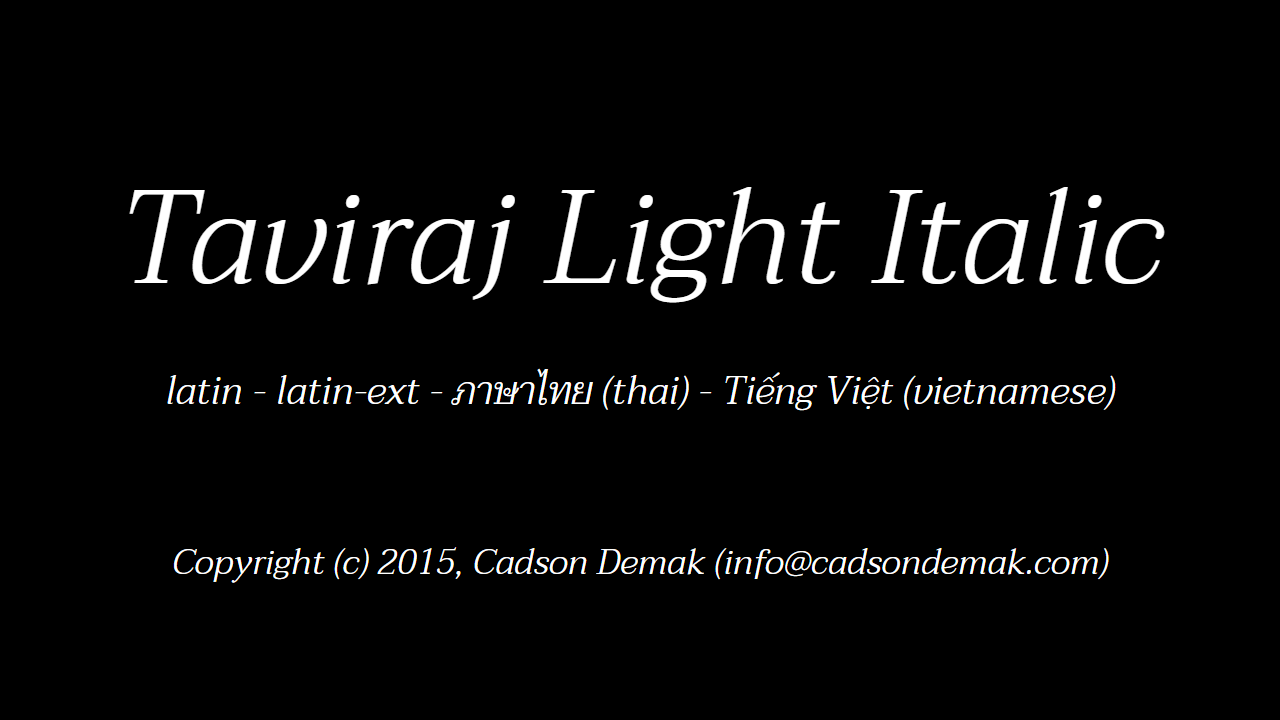 Taviraj Light Italic
latin - latin-ext - ภาษาไทย (thai) - Tiếng Việt (vietnamese)
Copyright (c) 2015, Cadson Demak (info@cadsondemak.com)